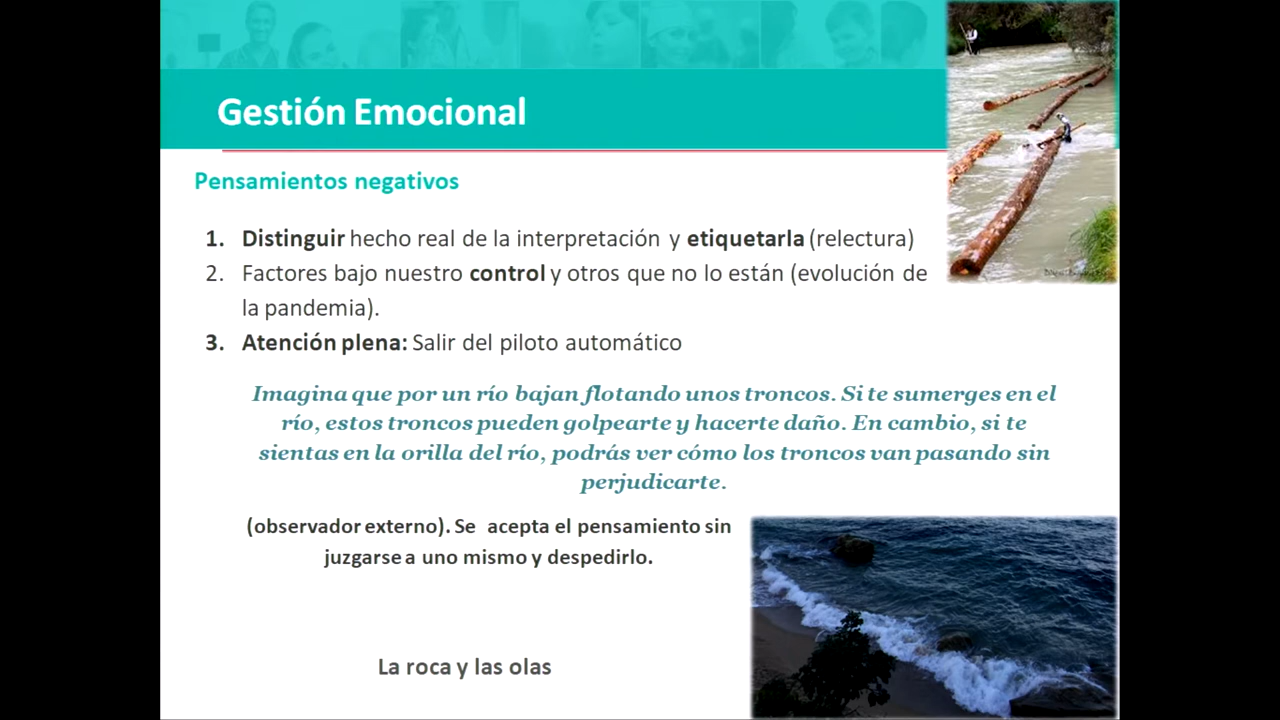 Gestión Emocional
Pensamientos negativos
1. Distinguir hecho real de la interpretación y etiquetarla (relectura)
2. Factores bajo nuestro control y otros que no lo están (evolución de
la pandemia).
3. Atención plena: Salir del piloto automático
Imagina que por un río bajan flotando unos troncos. Si te sumerges en el
río, estos troncos pueden golpearte y hacerte daño. En cambio, si te
sientas en la orilla del río, podrás ver cómo los troncos van pasando sin
perjudicarte.
(observador externo). Se acepta el pensamiento sin
juzgarse a uno mismo y despedirlo.
La roca y las olas